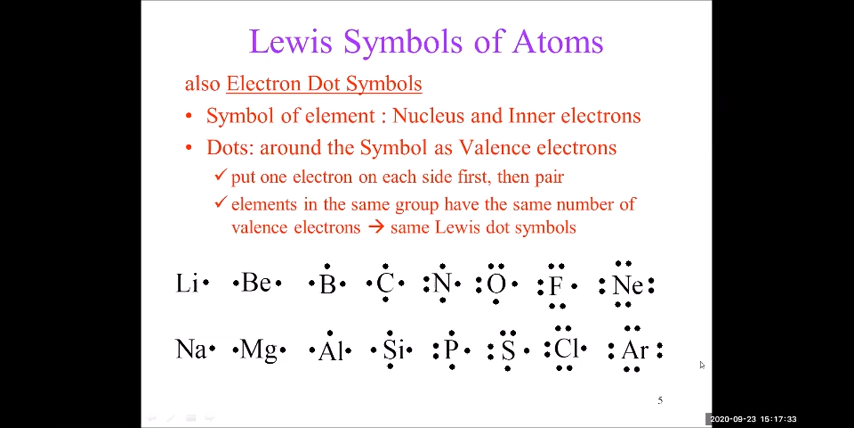 Lewis Symbols of Atoms
also Electron Dot Symbols
• Symbol of element : Nucleus and Inner electrons
• Dots: around the Symbol as Valence electrons
✓ put one electron on each side first, then pair
✓ elements in the same group have the same number of
valence electrons → same Lewis dot symbols
Li Be B C N O F Ne
Na Mg Al Si P S Cl Ar
5
2020-09-23 15:17:33